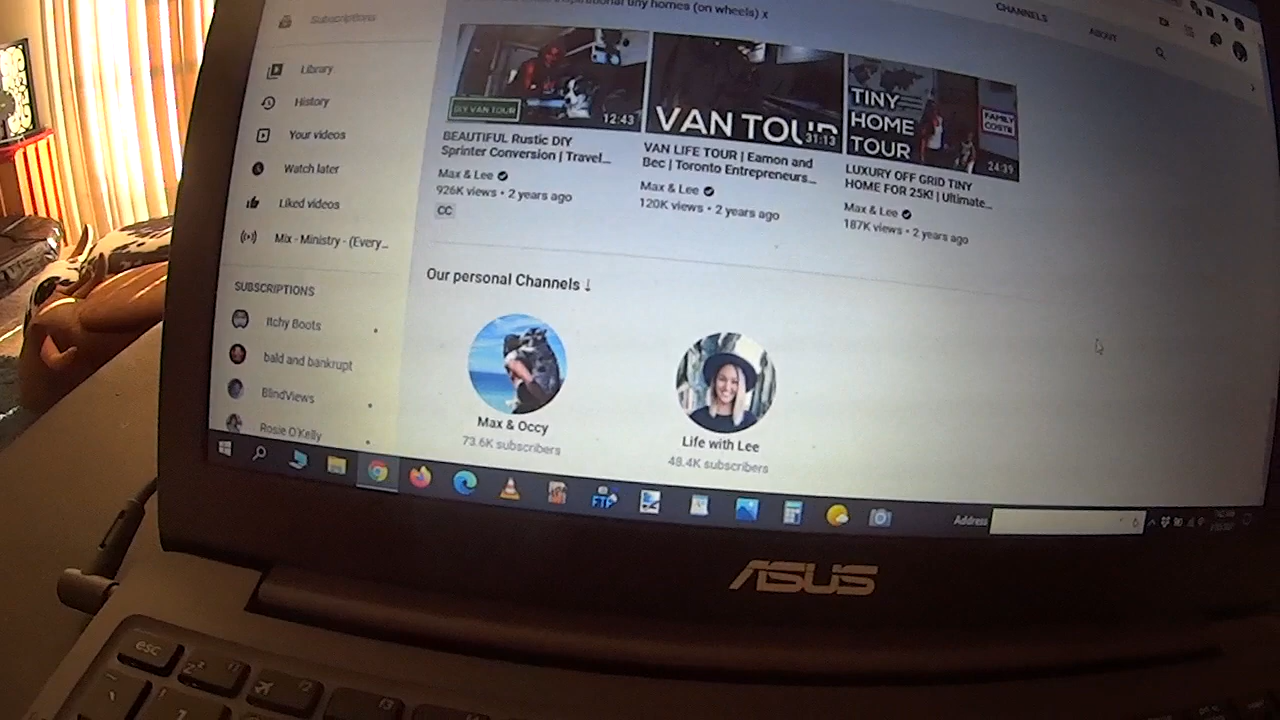 tiny homes (on wheels) x
CHANNELS
ABOUT
Subscriptions
Library
History
Your videos
Watch later
Liked videos
Mix - Ministry - (Every...
SUBSCRIPTIONS
Itchy Boots
bald and bankrupt
BlindViews
Rosie O'Kelly
DIY VAN TOUR
12:43
BEAUTIFUL Rustic DIY
Sprinter Conversion | Travel...
Max & Lee
926K views • 2 years ago
CC
VAN TOUR
31:13
VAN LIFE TOUR | Eamon and
Bec | Toronto Entrepreneurs...
Max & Lee
120K views • 2 years ago
TINY
HOME
TOUR
FAMILY
COSTS
24:39
LUXURY OFF GRID TINY
HOME FOR 25K! | Ultimate...
Max & Lee
187K views • 2 years ago
Our personal Channels ↓
Max & Occy
73.6K subscribers
Life with Lee
48.4K subscribers
FTP
Address
ASUS
esc
f1
f2
f3
z
1